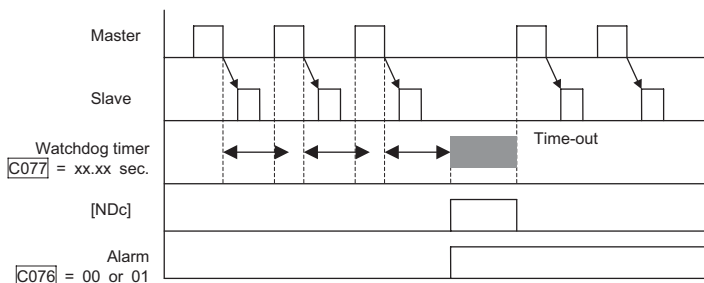 Master
Slave
Watchdog timer
C077 = xx.xx sec.
Time-out
[NDc]
Alarm
C076 = 00 or 01